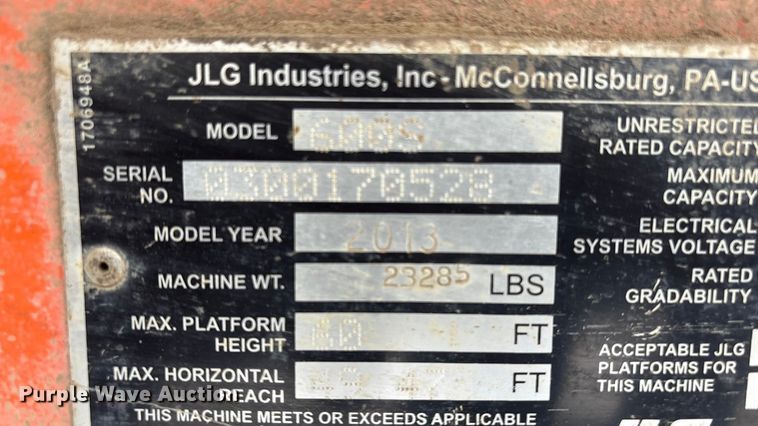 1706948A
JLG Industries, Inc - McConnellsburg, PA-US
MODEL 600S
SERIAL NO. 0300170528
MODEL YEAR 2013
MACHINE WT. 23285 LBS
MAX. PLATFORM HEIGHT 60 FT
MAX. HORIZONTAL REACH FT
THIS MACHINE MEETS OR EXCEEDS APPLICABLE
UNRESTRICTED
RATED CAPACITY
MAXIMUM
CAPACITY
ELECTRICAL
SYSTEMS VOLTAGE
RATED
GRADABILITY
ACCEPTABLE JLG
PLATFORMS FOR
THIS MACHINE
JLG
Purple Wave Auction